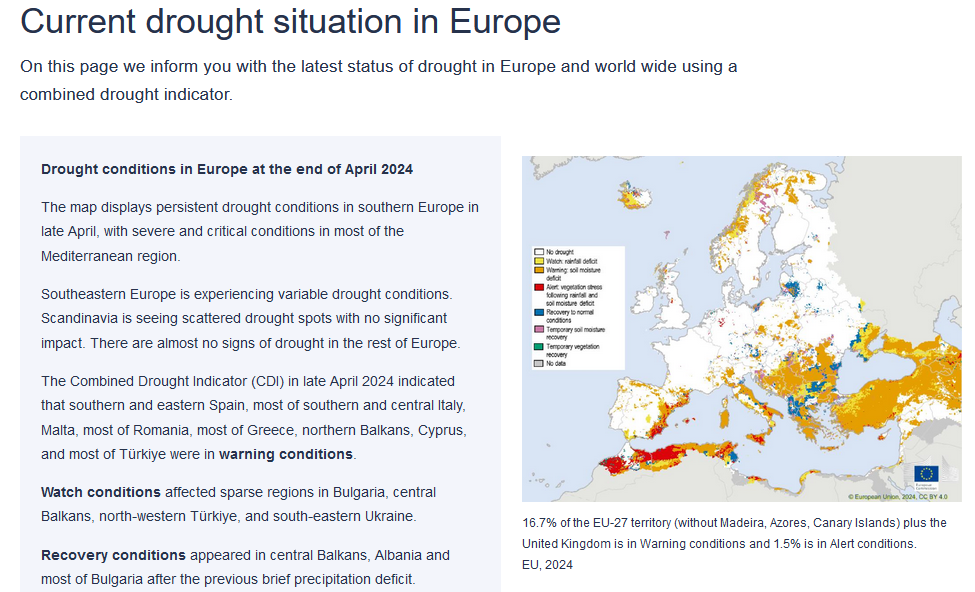 Current drought situation in Europe
On this page we inform you with the latest status of drought in Europe and world wide using a
combined drought indicator.
Drought conditions in Europe at the end of April 2024
The map displays persistent drought conditions in southern Europe in
late April, with severe and critical conditions in most of the
Mediterranean region.
Southeastern Europe is experiencing variable drought conditions.
Scandinavia is seeing scattered drought spots with no significant
impact. There are almost no signs of drought in the rest of Europe.
The Combined Drought Indicator (CDI) in late April 2024 indicated
that southern and eastern Spain, most of southern and central Italy,
Malta, most of Romania, most of Greece, northern Balkans, Cyprus,
and most of Türkiye were in warning conditions.
Watch conditions affected sparse regions in Bulgaria, central
Balkans, north-western Türkiye, and south-eastern Ukraine.
Recovery conditions appeared in central Balkans, Albania and
most of Bulgaria after the previous brief precipitation deficit.
No drought
Watch: rainfall deficit
Warning: soil moisture
deficit
Alert: vegetation stress
following rainfall and
soil moisture deficit
Recovery to normal
conditions
Temporary soil moisture
recovery
Temporary vegetation
recovery
No data
© European Union, 2024, CC BY 4.0
16.7% of the EU-27 territory (without Madeira, Azores, Canary Islands) plus the
United Kingdom is in Warning conditions and 1.5% is in Alert conditions.
EU, 2024